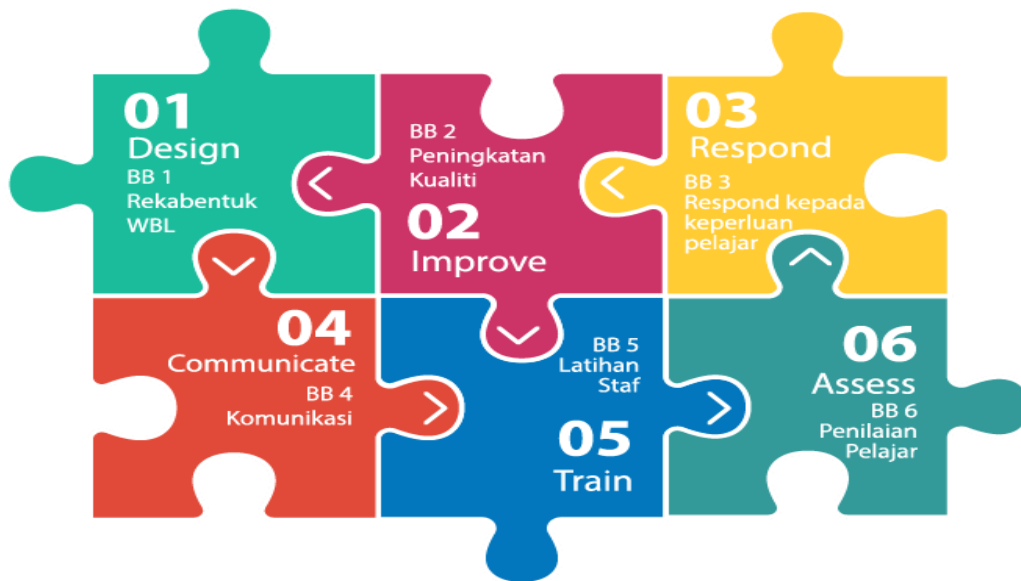 01
Design
BB 1
Rekabentuk
WBL
BB 2
Peningkatan
Kualiti
02
Improve
03
Respond
BB 3
Respond kepada
keperluan
pelajar
04
Communicate
BB 4
Komunikasi
BB 5
Latihan
Staf
05
Train
06
Assess
BB 6
Penilaian
Pelajar